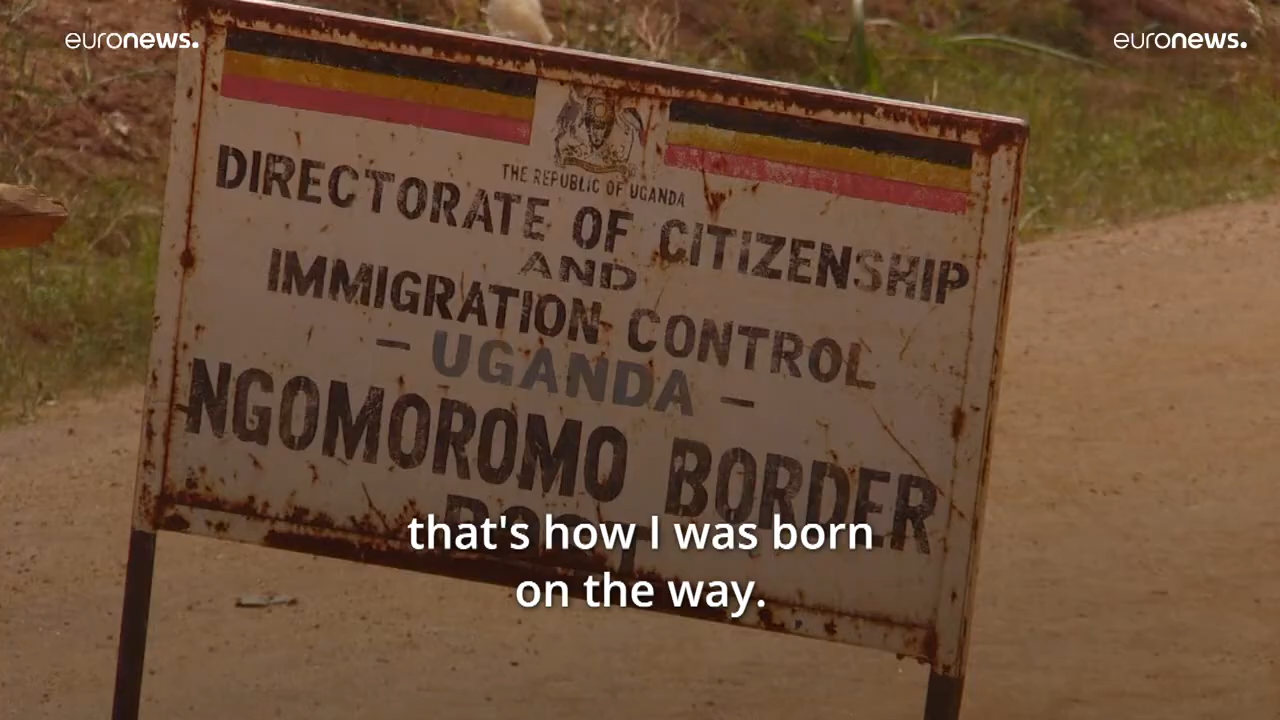 euronews.
euronews.
THE REPUBLIC OF UGANDA
DIRECTORATE OF CITIZENSHIP
AND
IMMIGRATION CONTROL
- UGANDA -
NGOMOROMO BORDER
that's how I was born
on the way.